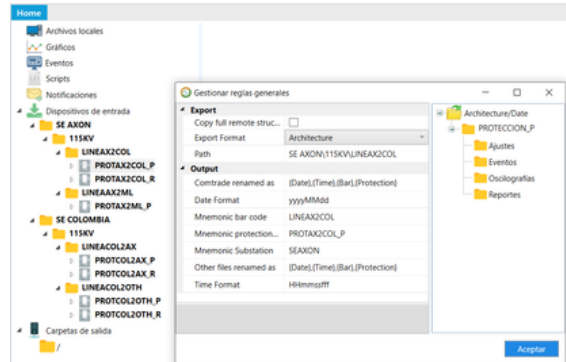 Home
Archivos locales
Gráficos
Eventos
Scripts
Notificaciones
Dispositivos de entrada
SE AXON
115KV
LINEAX2COL
PROTAX2COL_P
PROTAX2COL_R
LINEAAX2ML
PROTAX2ML_P
SE COLOMBIA
115KV
LINEACOL2AX
PROTCOL2AX_P
PROTCOL2AX_R
LINEACOL2OTH
PROTCOL2OTH_P
PROTCOL2OTH_R
Carpetas de salida
/
Gestionar reglas generales
Export
Copy full remote struc...
Export Format Architecture
Path SE AXON\115KV\LINEAX2COL
Output
Comtrade renamed as {Date},{Time},{Bar},{Protection}
Date Format yyyyMMdd
Mnemonic bar code LINEAX2COL
Mnemonic protection... PROTAX2COL_P
Mnemonic Substation SEAXON
Other files renamed as {Date},{Time},{Bar},{Protection}
Time Format HHmmssfff
Architecture/Date
PROTECCION_P
Ajustes
Eventos
Oscilografías
Reportes
Aceptar